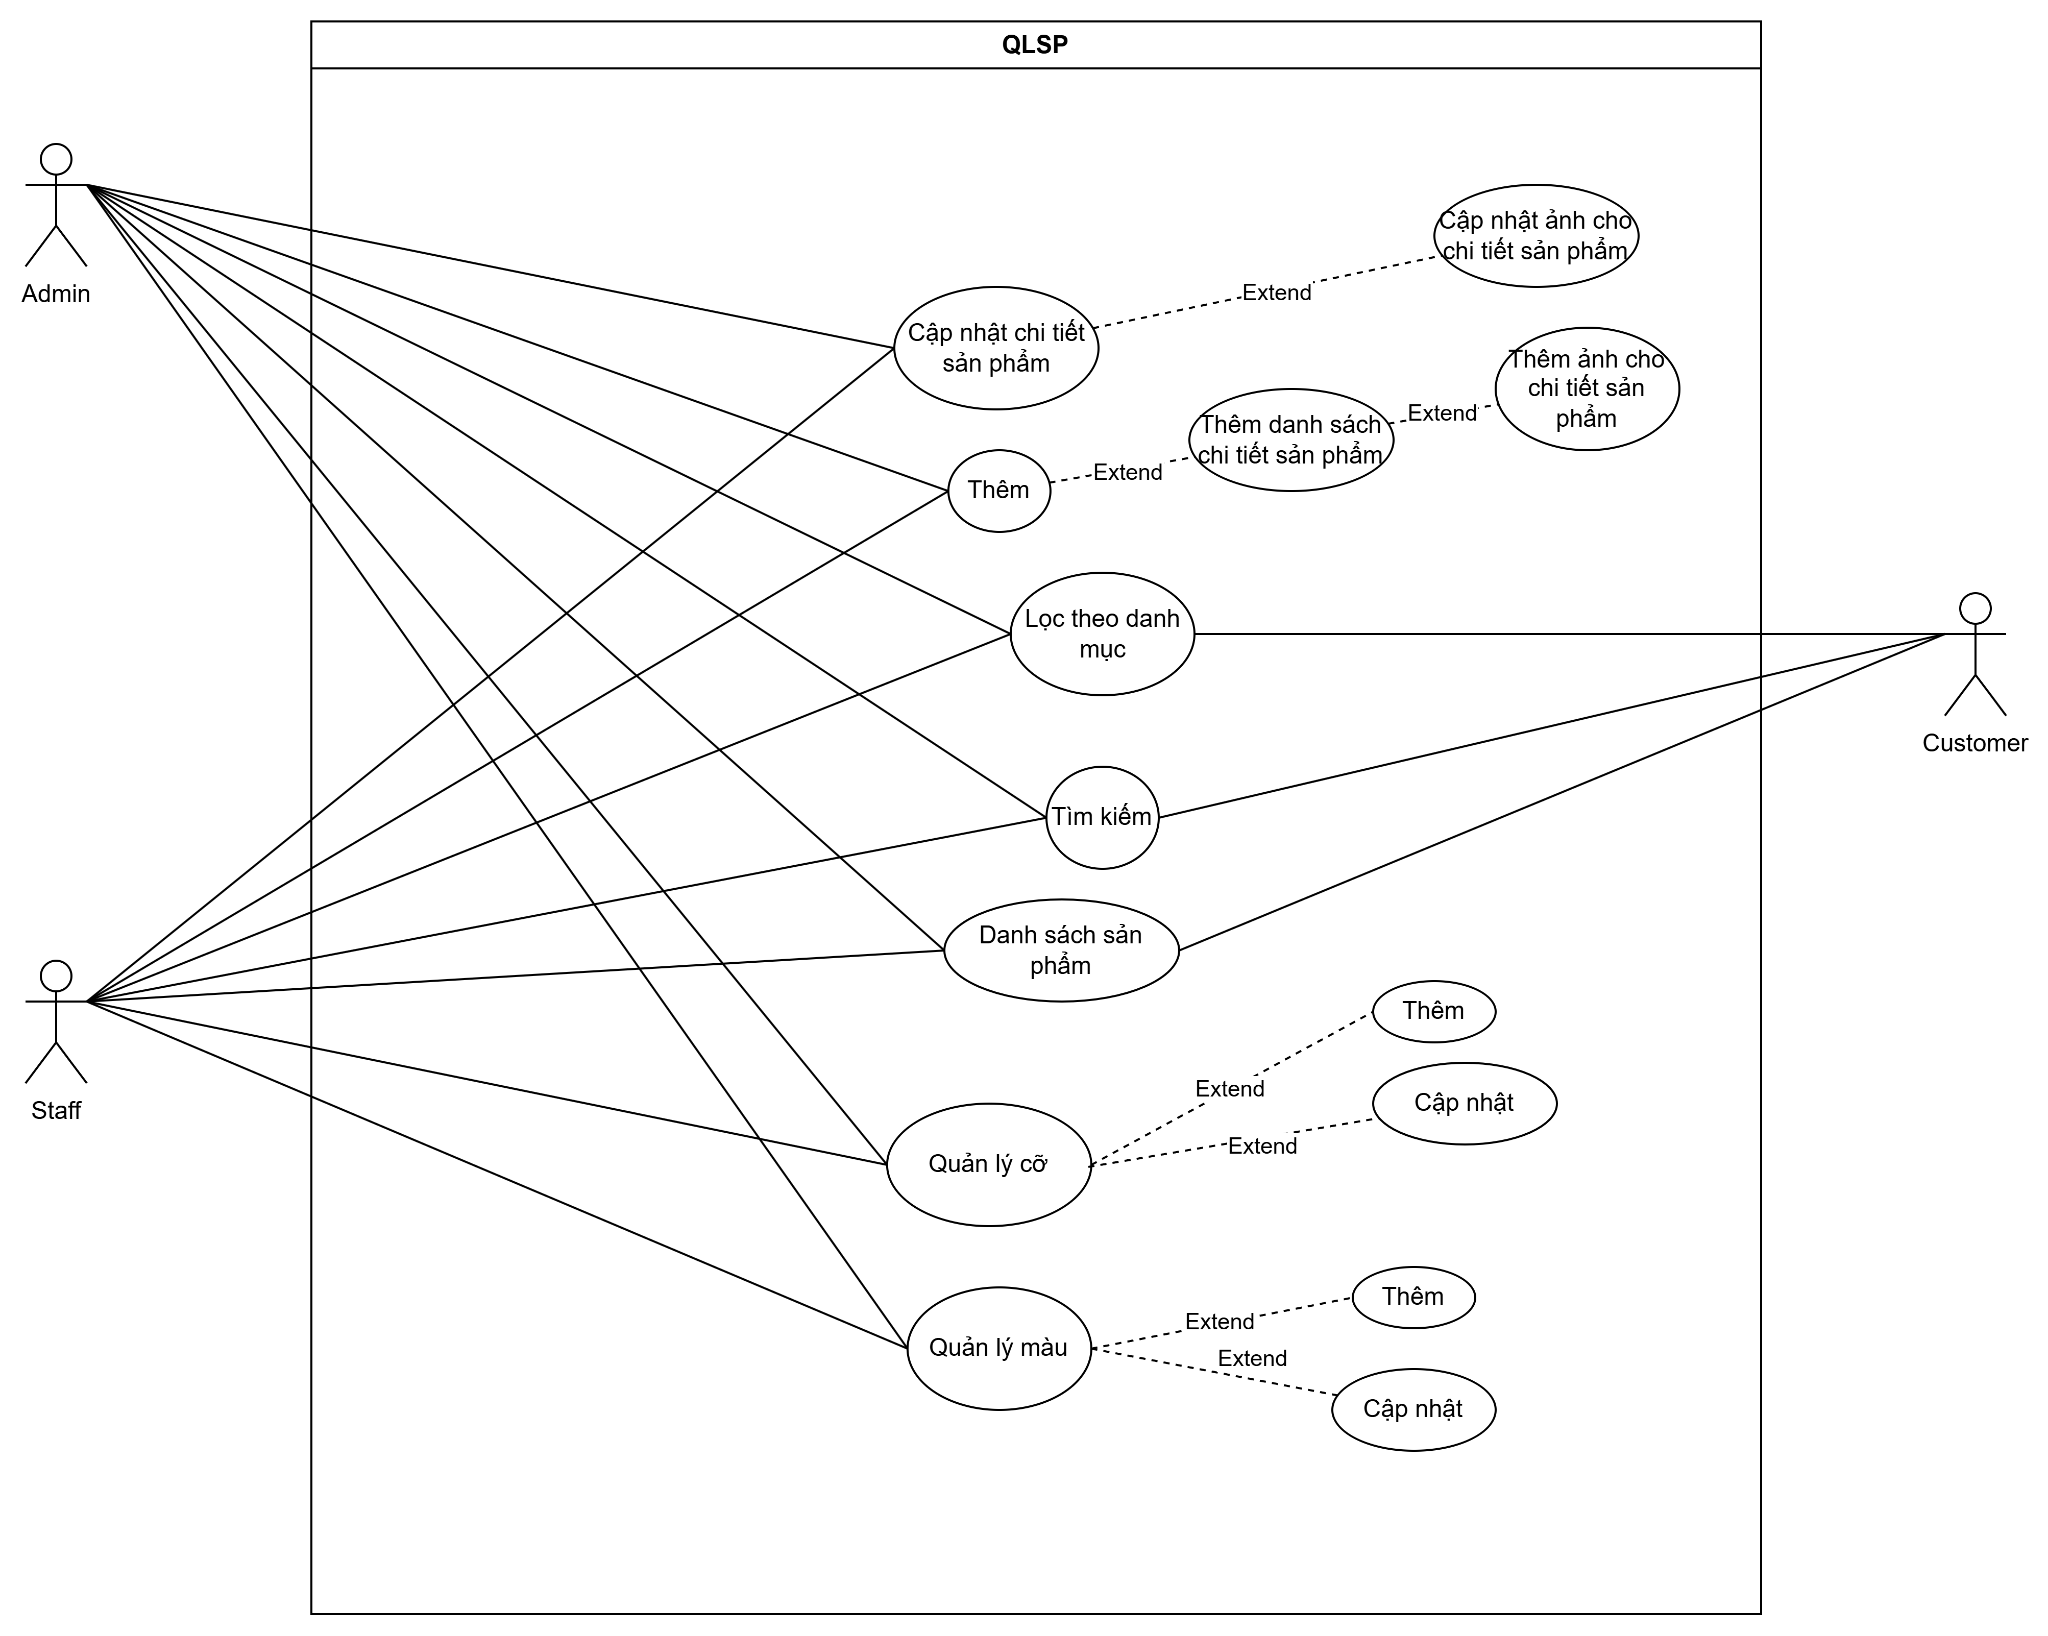 QLSP
Admin
Cập nhật ảnh cho
chi tiết sản phẩm
Extend
Cập nhật chi tiết
sản phẩm
Thêm ảnh cho
chi tiết sản
phẩm
Extend
Thêm danh sách
chi tiết sản phẩm
Extend
Thêm
Lọc theo danh
mục
Customer
Tìm kiếm
Danh sách sản
phẩm
Staff
Thêm
Extend
Cập nhật
Extend
Quản lý cỡ
Thêm
Extend
Quản lý màu
Extend
Cập nhật